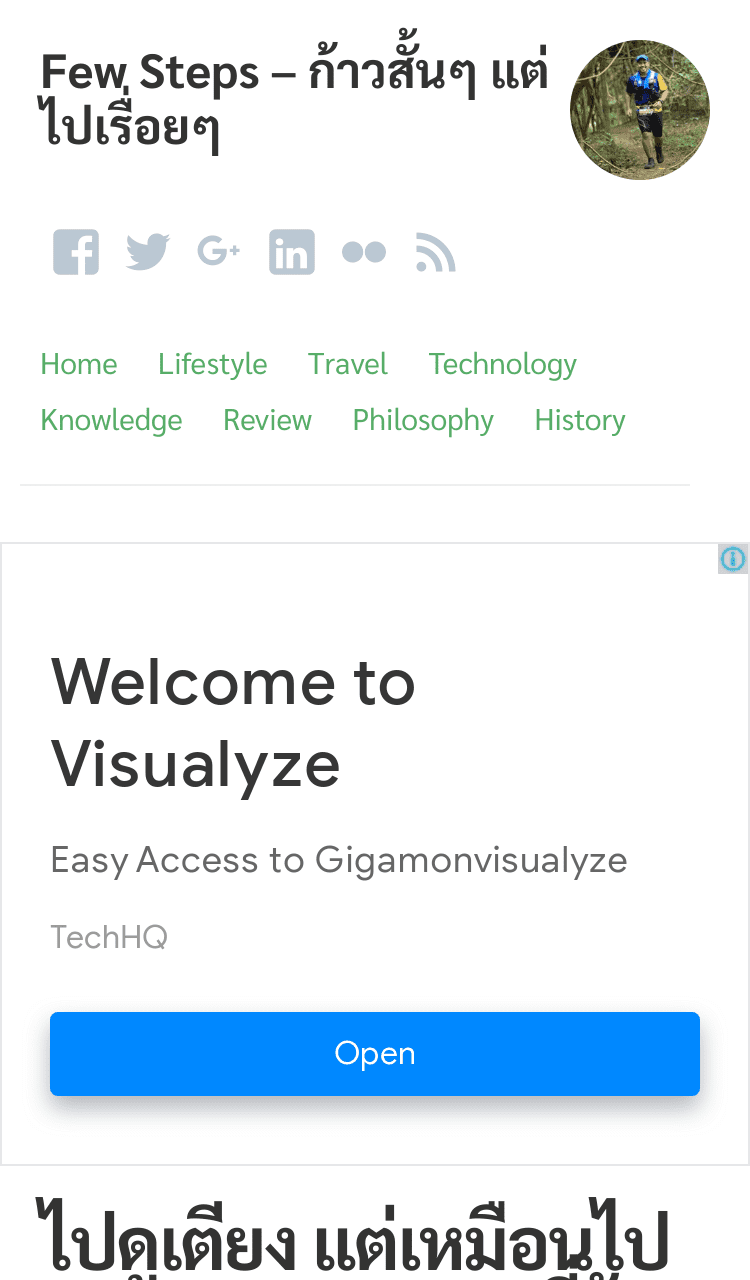 Few Steps – ก้าวสั้นๆ แต่
ไปเรื่อยๆ
Home Lifestyle Travel Technology
Knowledge Review Philosophy History
Welcome to
Visualyze
Easy Access to Gigamonvisualyze
TechHQ
Open
ไปดูเตียง แต่เหมือนไป